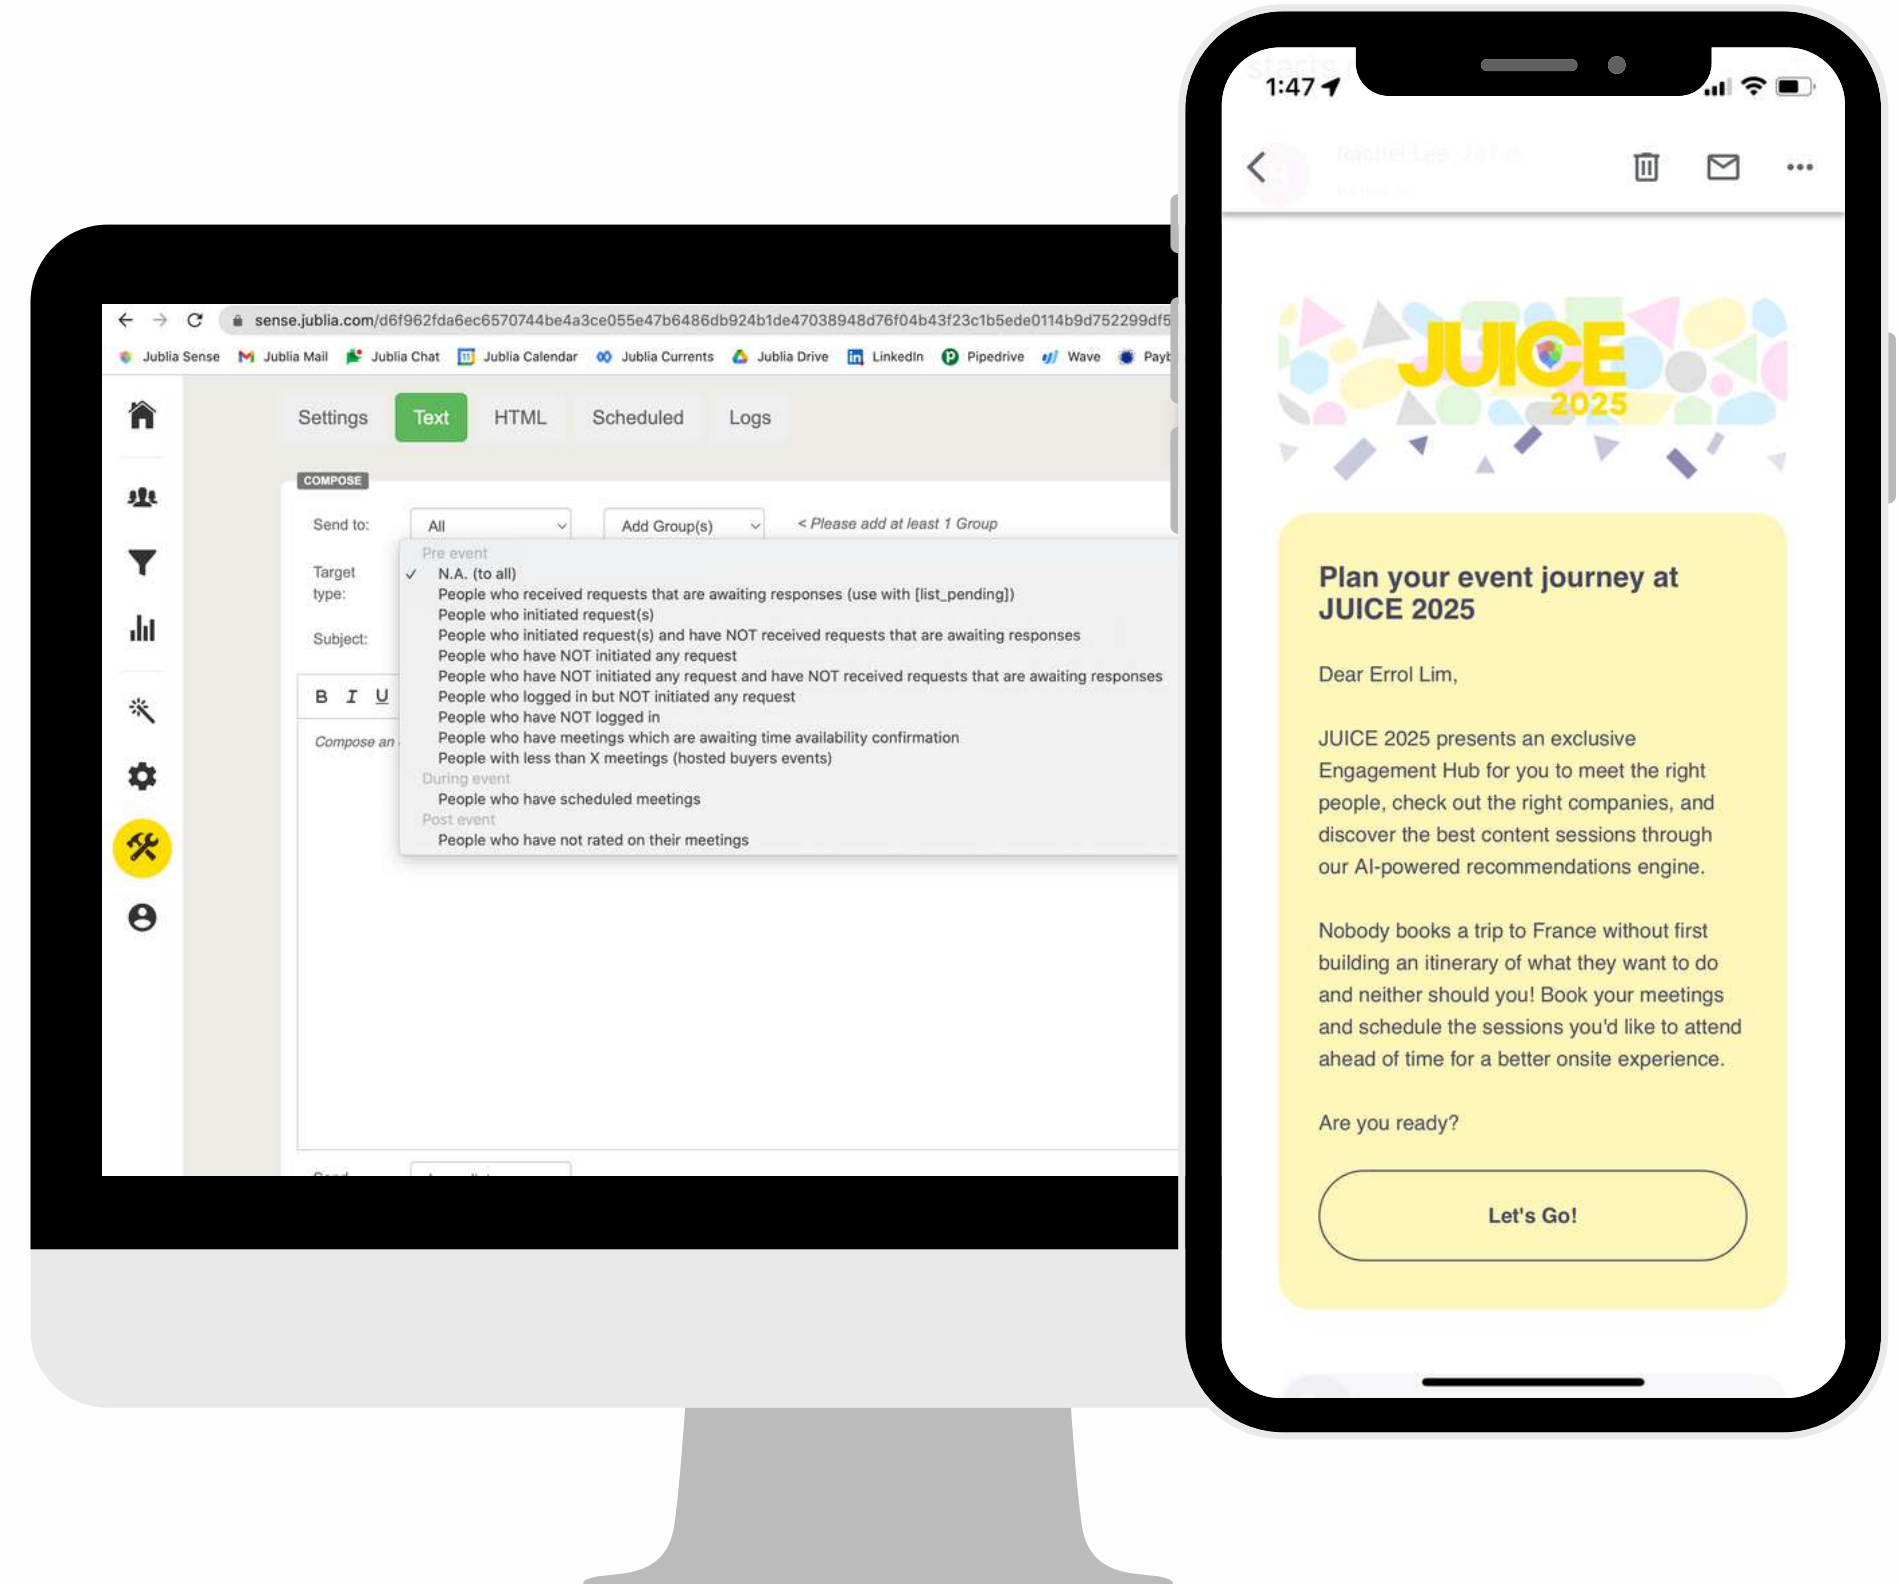 sense.jublia.com/d6f962fda6ec6570744be4a3ce055e47b6486db924b1de47038948d76f04b43f23c1b5ede0114b9d752299df5
Jublia Sense Jublia Mail Jublia Chat Jublia Calendar Jublia Currents Jublia Drive LinkedIn Pipedrive Wave
Settings Text HTML Scheduled Logs
COMPOSE
Send to: All Add Group(s) < Please add at least 1 Group
Target
type:
Subject:
Pre event
✓ N.A. (to all)
People who received requests that are awaiting responses (use with [list_pending])
People who initiated request(s)
People who initiated request(s) and have NOT received requests that are awaiting responses
People who have NOT initiated any request
People who have NOT initiated any request and have NOT received requests that are awaiting responses
People who logged in but NOT initiated any request
People who have NOT logged in
People who have meetings which are awaiting time availability confirmation
People with less than X meetings (hosted buyers events)
During event
People who have scheduled meetings
Post event
People who have not rated on their meetings
B I U
Compose an
1:47
Rachel Lee
JUICE
2025
Plan your event journey at
JUICE 2025
Dear Errol Lim,
JUICE 2025 presents an exclusive
Engagement Hub for you to meet the right
people, check out the right companies, and
discover the best content sessions through
our AI-powered recommendations engine.
Nobody books a trip to France without first
building an itinerary of what they want to do
and neither should you! Book your meetings
and schedule the sessions you'd like to attend
ahead of time for a better onsite experience.
Are you ready?
Let's Go!